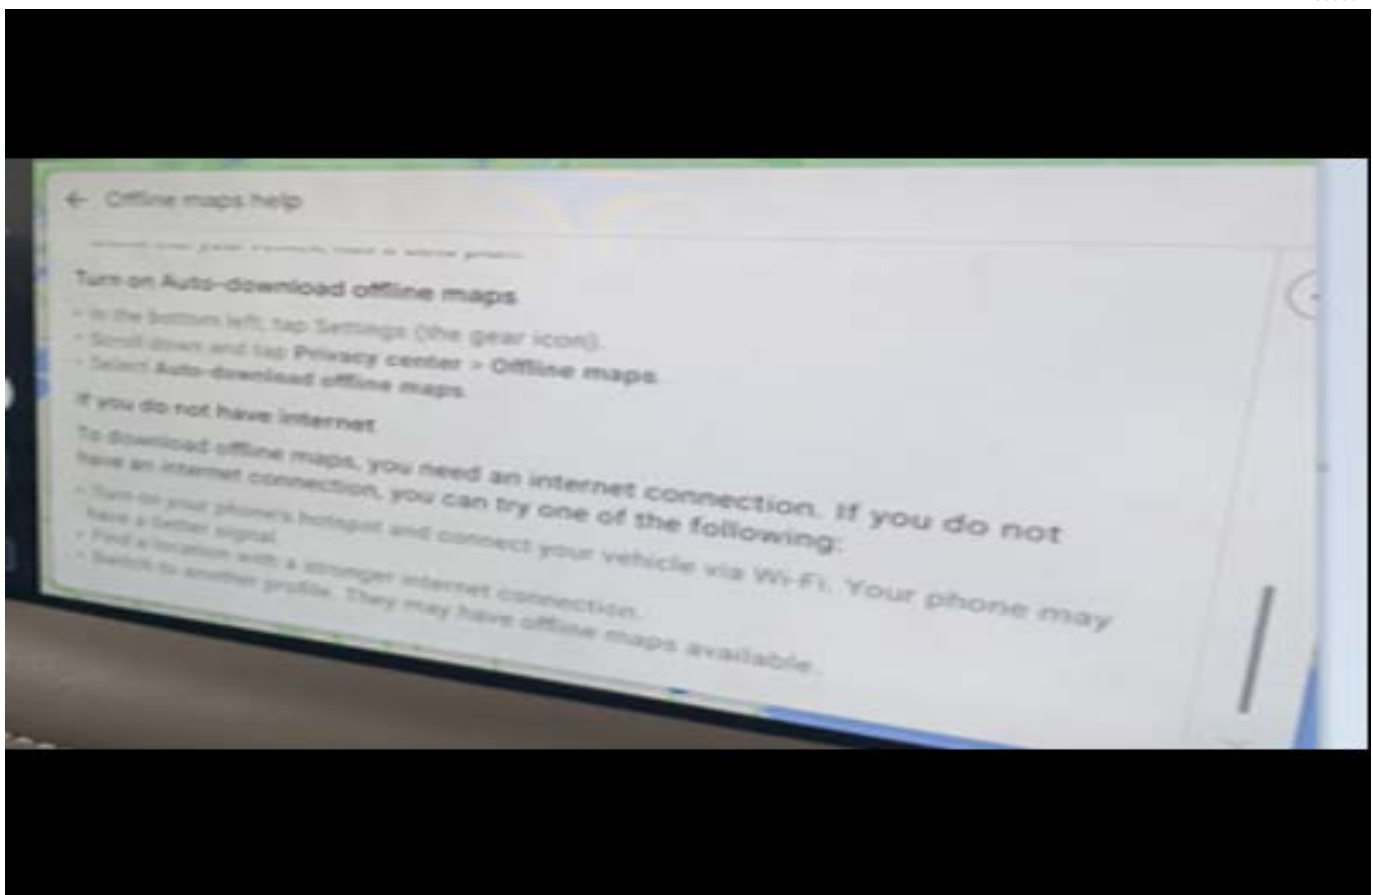 ← Offline maps help
Turn on Auto-download offline maps
• In the bottom left, tap Settings (the gear icon).
• Scroll down and tap Privacy center > Offline maps.
• Select Auto-download offline maps.
If you do not have internet
To download offline maps, you need an internet connection. If you do not
have an internet connection, you can try one of the following:
• Turn on your phone's hotspot and connect your vehicle via Wi-Fi. Your phone may
have a better signal.
• Find a location with a stronger internet connection.
• Switch to another profile. They may have offline maps available.